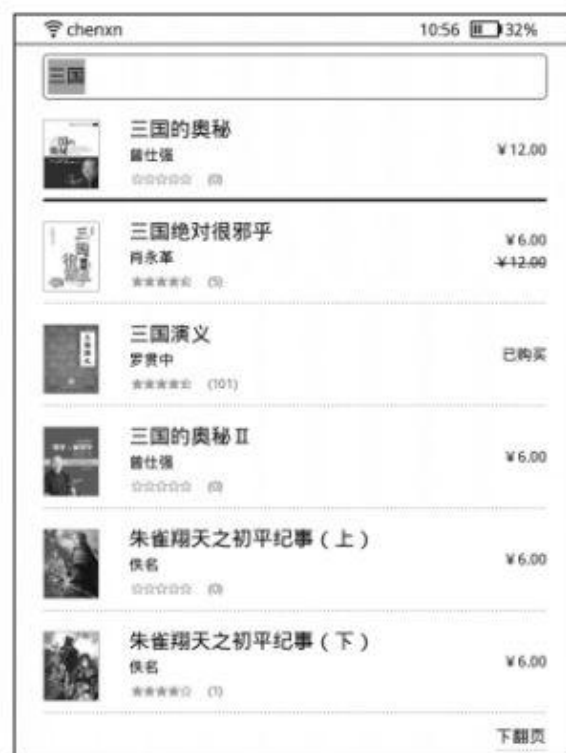 chenxn 10:56 32%
三国
三国的奥秘
曾仕强
¥12.00
(0)
三国绝对很邪乎
肖永革
¥6.00
¥12.00
(5)
三国演义
罗贯中
已购买
(101)
三国的奥秘Ⅱ
曾仕强
¥6.00
(0)
朱雀翔天之初平纪事（上）
佚名
¥6.00
(0)
朱雀翔天之初平纪事（下）
佚名
¥6.00
(1)
下翻页